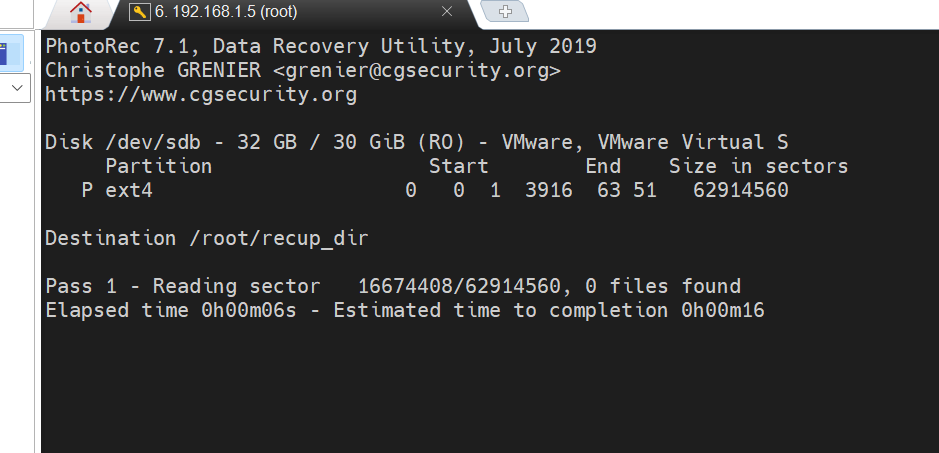 6. 192.168.1.5 (root)
PhotoRec 7.1, Data Recovery Utility, July 2019
Christophe GRENIER <grenier@cgsecurity.org>
https://www.cgsecurity.org
Disk /dev/sdb - 32 GB / 30 GiB (RO) - VMware, VMware Virtual S
Partition Start End Size in sectors
P ext4 0 0 1 3916 63 51 62914560
Destination /root/recup_dir
Pass 1 - Reading sector 16674408/62914560, 0 files found
Elapsed time 0h00m06s - Estimated time to completion 0h00m16